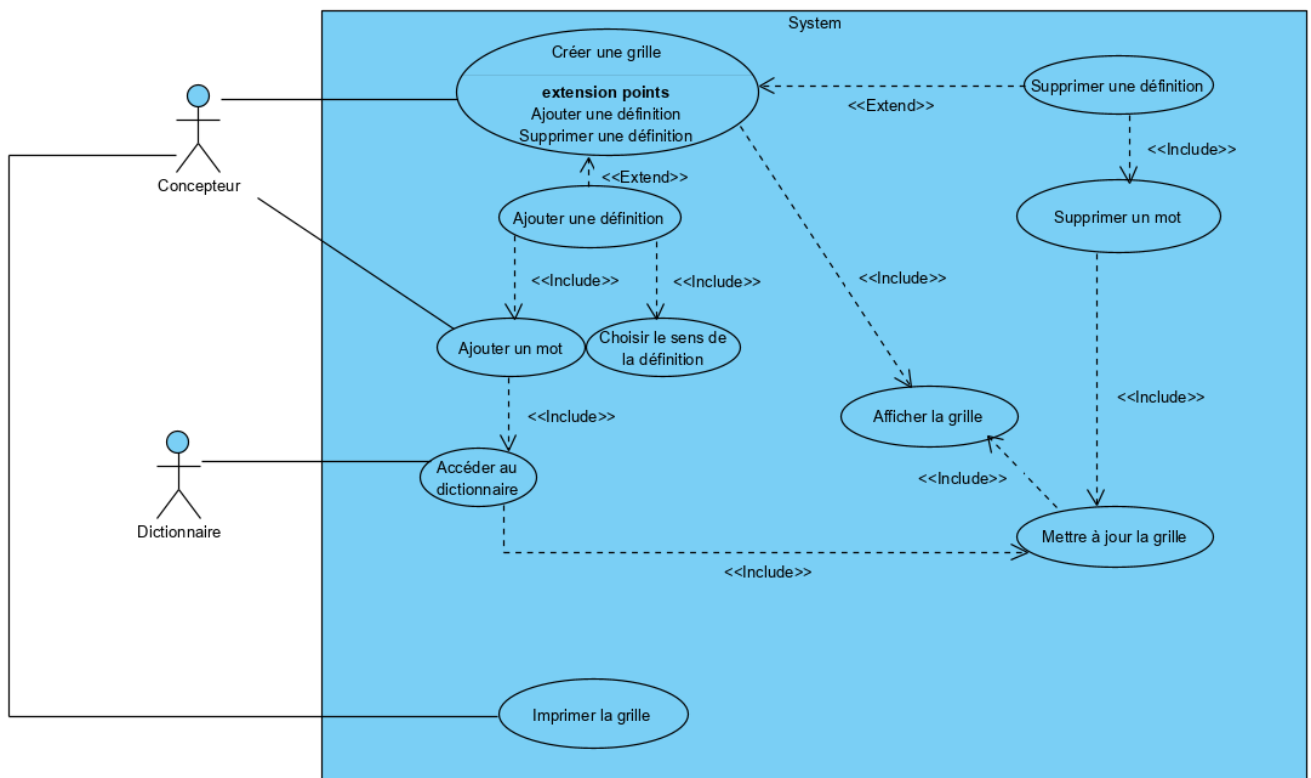 System
Créer une grille
extension points
Ajouter une définition
Supprimer une définition
<<Extend>>
Supprimer une définition
<<Include>>
Concepteur
<<Extend>>
Ajouter une définition
Supprimer un mot
<<Include>>
<<Include>>
<<Include>>
Ajouter un mot
Choisir le sens de
la définition
<<Include>>
<<Include>>
Afficher la grille
Accéder au
dictionnaire
<<Include>>
Dictionnaire
Mettre à jour la grille
<<Include>>
Imprimer la grille